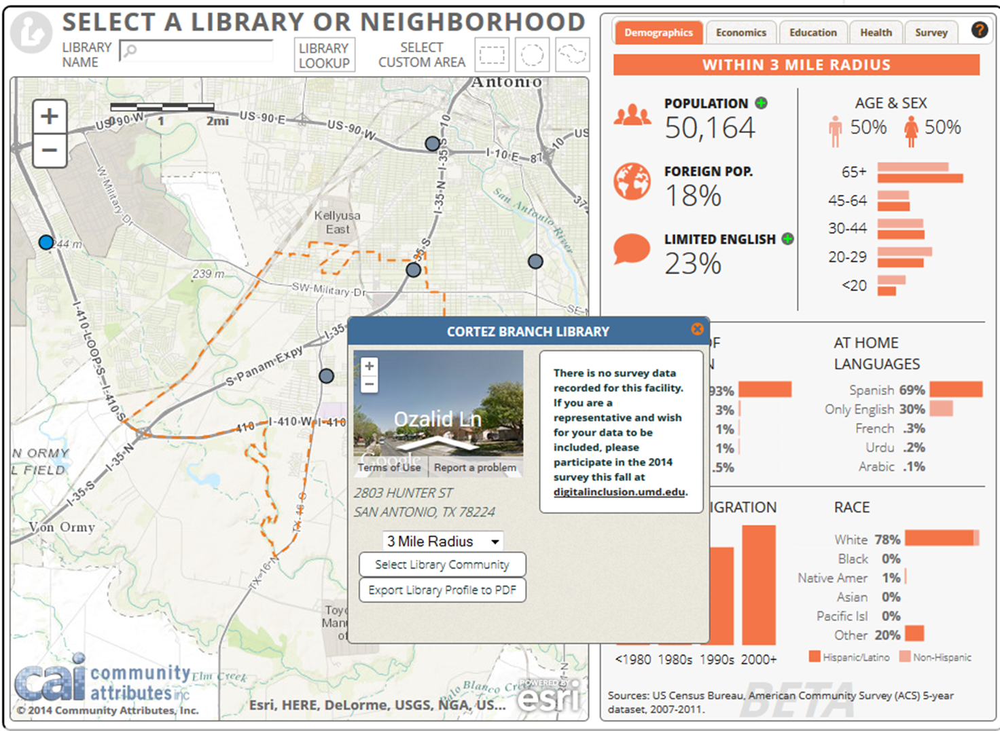 SELECT A LIBRARY OR NEIGHBORHOOD
LIBRARY
NAME
LIBRARY
LOOKUP
SELECT
CUSTOM AREA
Antonio
+
−
0 1 2mi
US-90 W
US-90 E
US-90 W
I-35-N—I-35-S
10
I-10 E—87
10
US
37
San Antonio River
W-Military-Dr
Kellyusa
East
244 m
239 m
35-S
SW-Military-Dr
SE-M
I-410-LOOP-S—I-410-S
I-35
S-Panam-Expy
410
I-410-W
I-410
N ORMY
L FIELD
I-35-S
I-35-N
Von Ormy
TX-16-S
TX-16-N
Toyo
Manu
of
Elm Creek
Palo Blanco Creek
I-N
cai community
attributes inc
© 2014 Community Attributes, Inc.
Esri, HERE, DeLorme, USGS, NGA, US...
POWERED BY
esri
CORTEZ BRANCH LIBRARY
+
−
Ozalid Ln
Google
Terms of Use
Report a problem
2803 HUNTER ST
SAN ANTONIO, TX 78224
3 Mile Radius
Select Library Community
Export Library Profile to PDF
There is no survey data
recorded for this facility.
If you are a
representative and wish
for your data to be
included, please
participate in the 2014
survey this fall at
digitalinclusion.umd.edu.
Demographics Economics Education Health Survey ?
WITHIN 3 MILE RADIUS
POPULATION
50,164
FOREIGN POP.
18%
LIMITED ENGLISH
23%
AGE & SEX
50% 50%
65+
45-64
30-44
20-29
<20
OF
N
93%
3%
1%
1%
.5%
AT HOME
LANGUAGES
Spanish 69%
Only English 30%
French .3%
Urdu .2%
Arabic .1%
IGRATION
<1980 1980s 1990s 2000+
RACE
White 78%
Black 0%
Native Amer 1%
Asian 0%
Pacific Isl 0%
Other 20%
Hispanic/Latino Non-Hispanic
BETA
Sources: US Census Bureau, American Community Survey (ACS) 5-year
dataset, 2007-2011.